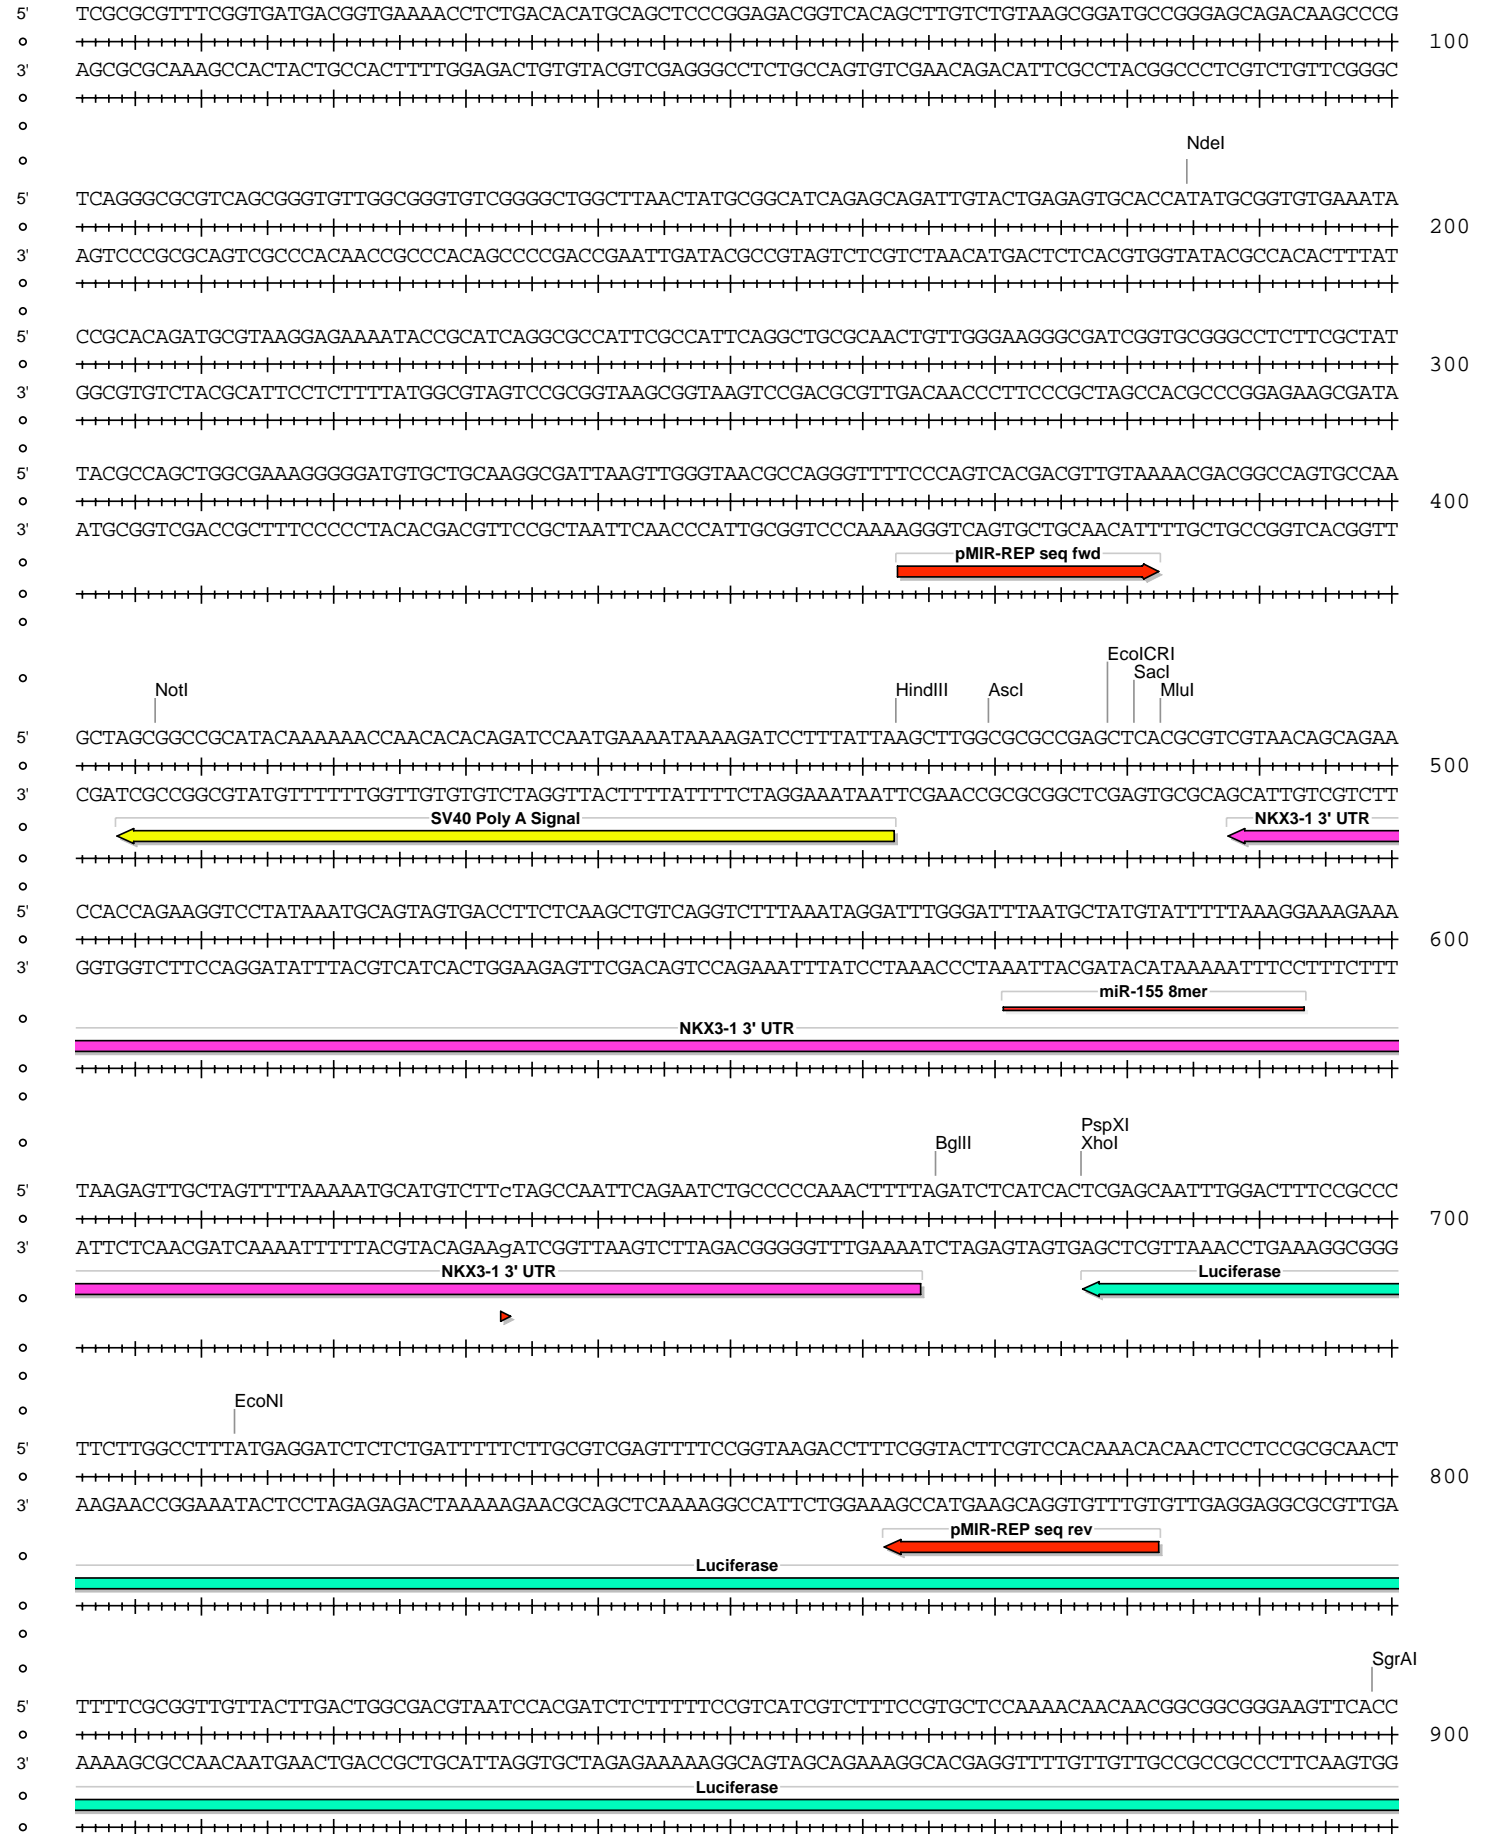 5' TCGCGCGTTTCGGTGATGACGGTGAAAACCTCTGACACATGCAGCTCCCGGAGACGGTCACAGCTTGTCTGTAAGCGGATGCCGGGAGCAGACAAGCCCG
100
3' AGCGCGCAAAGCCACTACTGCCACTTTTGGAGACTGTGTACGTCGAGGGCCTCTGCCAGTGTCGAACAGACATTCGCCTACGGCCCTCGTCTGTTCGGGC
NdeI
5' TCAGGGCGCGTCAGCGGGTGTTGGCGGGTGTCGGGGCTGGCTTAACTATGCGGCATCAGAGCAGATTGTACTGAGAGTGCACCATATGCGGTGTGAAATA
200
3' AGTCCCGCGCAGTCGCCCACAACCGCCCACAGCCCCGACCGAATTGATACGCCGTAGTCTCGTCTAACATGACTCTCACGTGGTATACGCCACACTTTAT
5' CCGCACAGATGCGTAAGGAGAAAATACCGCATCAGGCGCCATTCGCCATTCAGGCTGCGCAACTGTTGGGAAGGGCGATCGGTGCGGGCCTCTTCGCTAT
300
3' GGCGTGTCTACGCATTCCTCTTTTATGGCGTAGTCCGCGGTAAGCGGTAAGTCCGACGCGTTGACAACCCTTCCCGCTAGCCACGCCCGGAGAAGCGATA
5' TACGCCAGCTGGCGAAAGGGGGATGTGCTGCAAGGCGATTAAGTTGGGTAACGCCAGGGTTTTCCCAGTCACGACGTTGTAAAACGACGGCCAGTGCCAA
400
3' ATGCGGTCGACCGCTTTCCCCCTACACGACGTTCCGCTAATTCAACCCATTGCGGTCCCAAAAGGGTCAGTGCTGCAACATTTTGCTGCCGGTCACGGTT
pMIR-REP seq fwd
EcoICRI
SacI
NotI HindIII AscI MluI
5' GCTAGCGGCCGCATACAAAAAACCAACACACAGATCCAATGAAAATAAAAGATCCTTTATTAAGCTTGGCGCGCCGAGCTCACGCGTCGTAACAGCAGAA
500
3' CGATCGCCGGCGTATGTTTTTTGGTTGTGTGTCTAGGTTACTTTTATTTTCTAGGAAATAATTCGAACCGCGCGGCTCGAGTGCGCAGCATTGTCGTCTT
SV40 Poly A Signal NKX3-1 3' UTR
5' CCACCAGAAGGTCCTATAAATGCAGTAGTGACCTTCTCAAGCTGTCAGGTCTTTAAATAGGATTTGGGATTTAATGCTATGTATTTTTAAAGGAAAGAAA
600
3' GGTGGTCTTCCAGGATATTTACGTCATCACTGGAAGAGTTCGACAGTCCAGAAATTTATCCTAAACCCTAAATTACGATACATAAAAATTTCCTTTCTTT
miR-155 8mer
NKX3-1 3' UTR
PspXI
BglII XhoI
5' TAAGAGTTGCTAGTTTTAAAAATGCATGTCTTcTAGCCAATTCAGAATCTGCCCCCAAACTTTTAGATCTCATCACTCGAGCAATTTGGACTTTCCGCCC
700
3' ATTCTCAACGATCAAAATTTTTACGTACAGAAgATCGGTTAAGTCTTAGACGGGGGTTTGAAAATCTAGAGTAGTGAGCTCGTTAAACCTGAAAGGCGGG
NKX3-1 3' UTR Luciferase
EcoNI
5' TTCTTGGCCTTTATGAGGATCTCTCTGATTTTTCTTGCGTCGAGTTTTCCGGTAAGACCTTTCGGTACTTCGTCCACAAACACAACTCCTCCGCGCAACT
800
3' AAGAACCGGAAATACTCCTAGAGAGACTAAAAAGAACGCAGCTCAAAAGGCCATTCTGGAAAGCCATGAAGCAGGTGTTTGTGTTGAGGAGGCGCGTTGA
pMIR-REP seq rev
Luciferase
SgrAI
5' TTTTCGCGGTTGTTACTTGACTGGCGACGTAATCCACGATCTCTTTTTCCGTCATCGTCTTTCCGTGCTCCAAAACAACAACGGCGGCGGGAAGTTCACC
900
3' AAAAGCGCCAACAATGAACTGACCGCTGCATTAGGTGCTAGAGAAAAAGGCAGTAGCAGAAAGGCACGAGGTTTTGTTGTTGCCGCCGCCCTTCAAGTGG
Luciferase